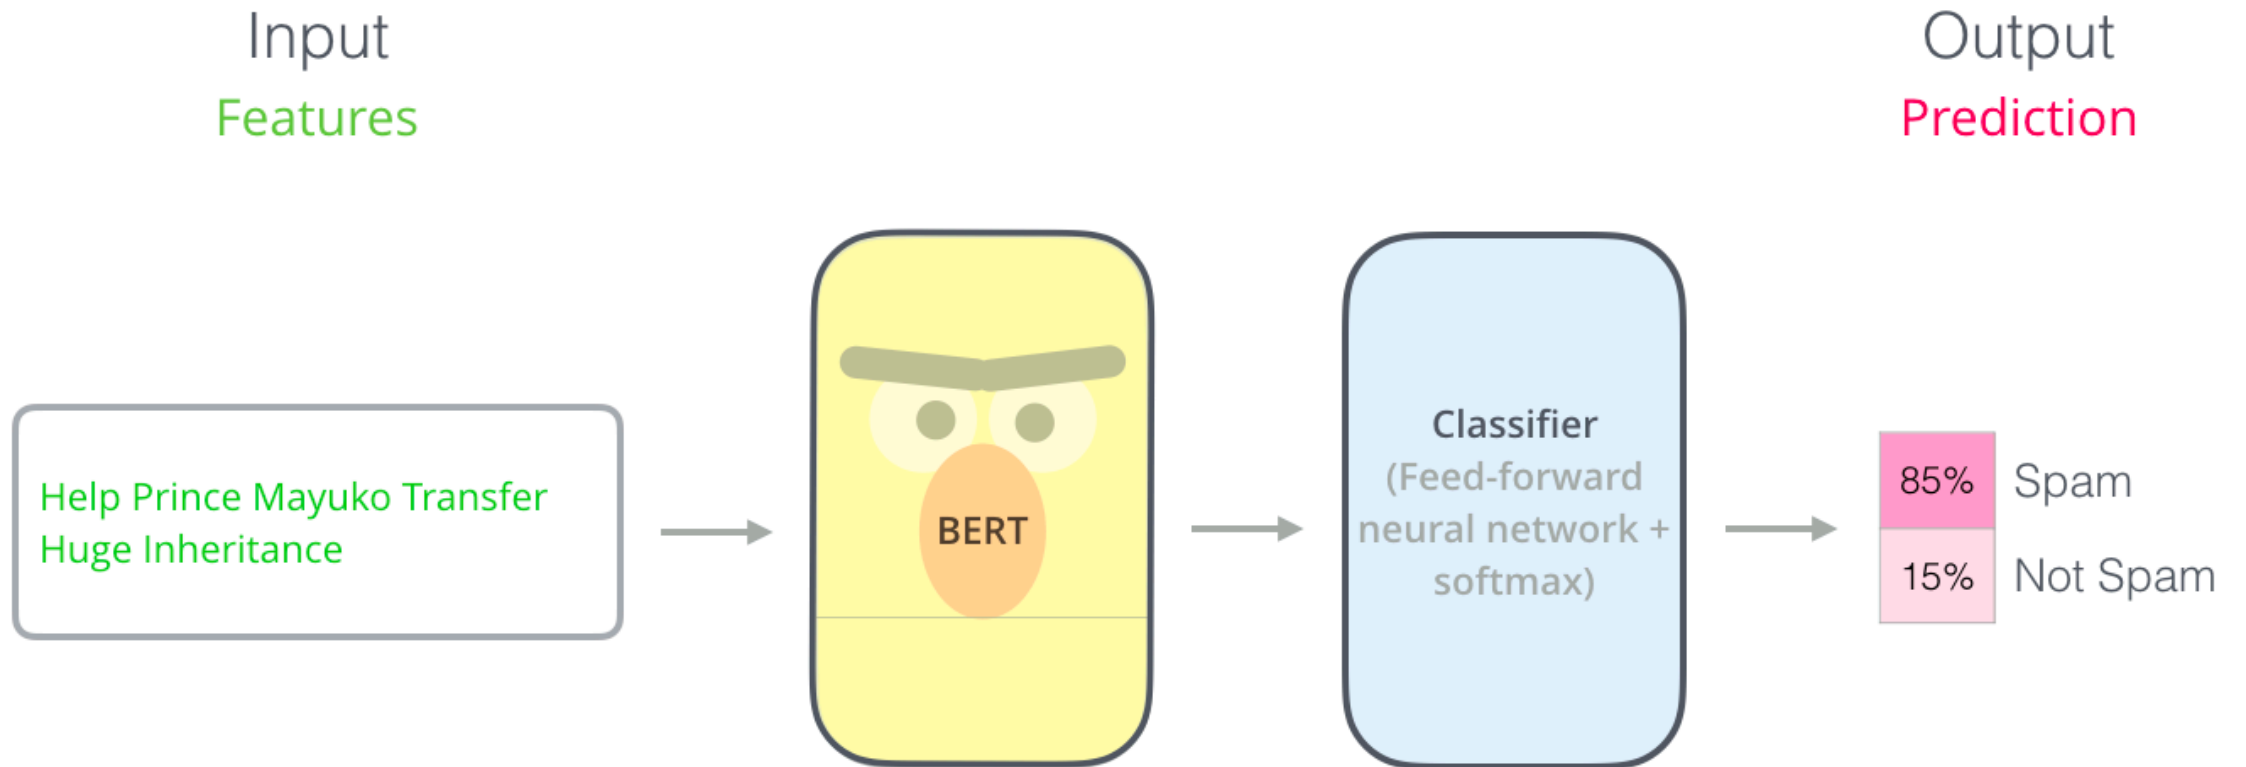 Input
Features
Output
Prediction
Help Prince Mayuko Transfer
Huge Inheritance
BERT
Classifier
(Feed-forward
neural network +
softmax)
85% Spam
15% Not Spam